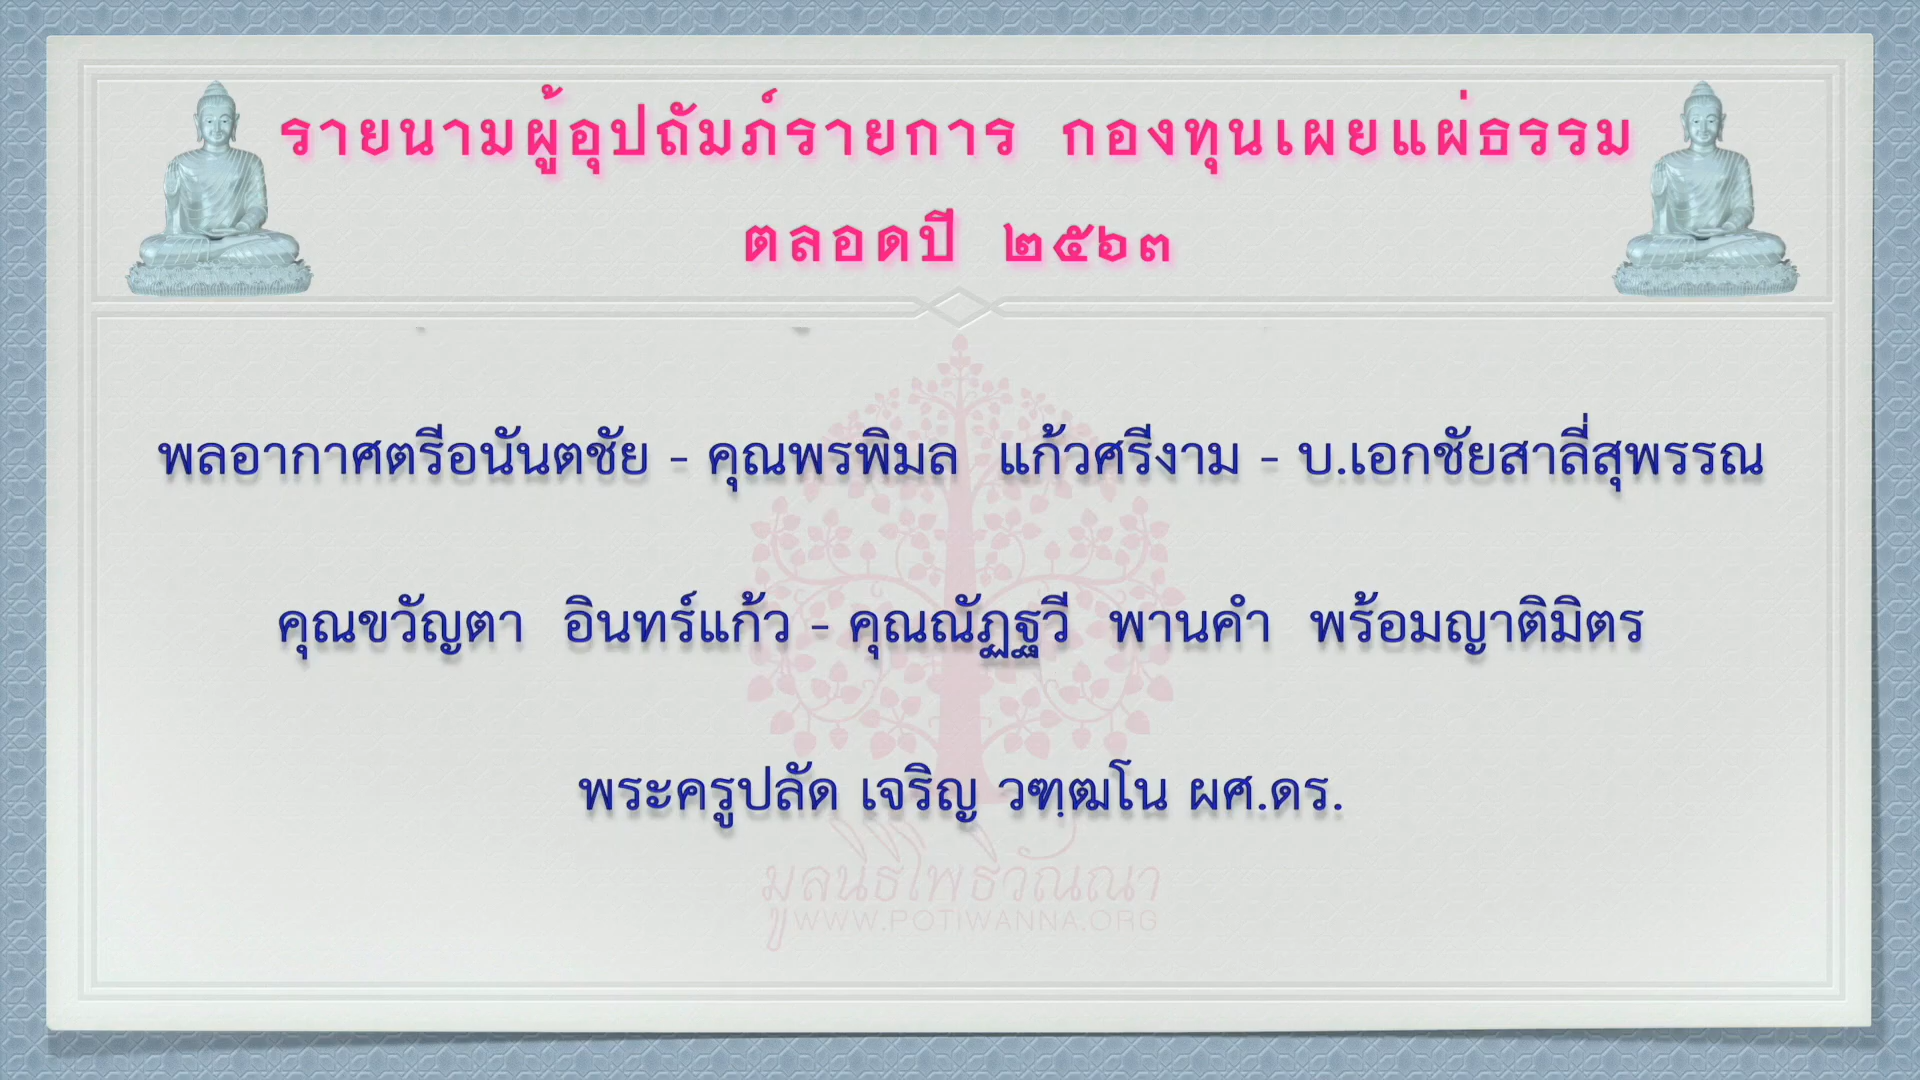 รายนามผู้อุปถัมภ์รายการ กองทุนเผยแผ่ธรรม
ตลอดปี ๒๕๖๓
พลอากาศตรีอนันตชัย - คุณพรพิมล แก้วศรีงาม - บ.เอกชัยสาลี่สุพรรณ
คุณขวัญตา อินทร์แก้ว - คุณณัฏฐวี พานคำ พร้อมญาติมิตร
พระครูปลัด เจริญ วฑฺฒโน ผศ.ดร.
มูลนิธิโพธิวัณณา
WWW.POTIWANNA.ORG